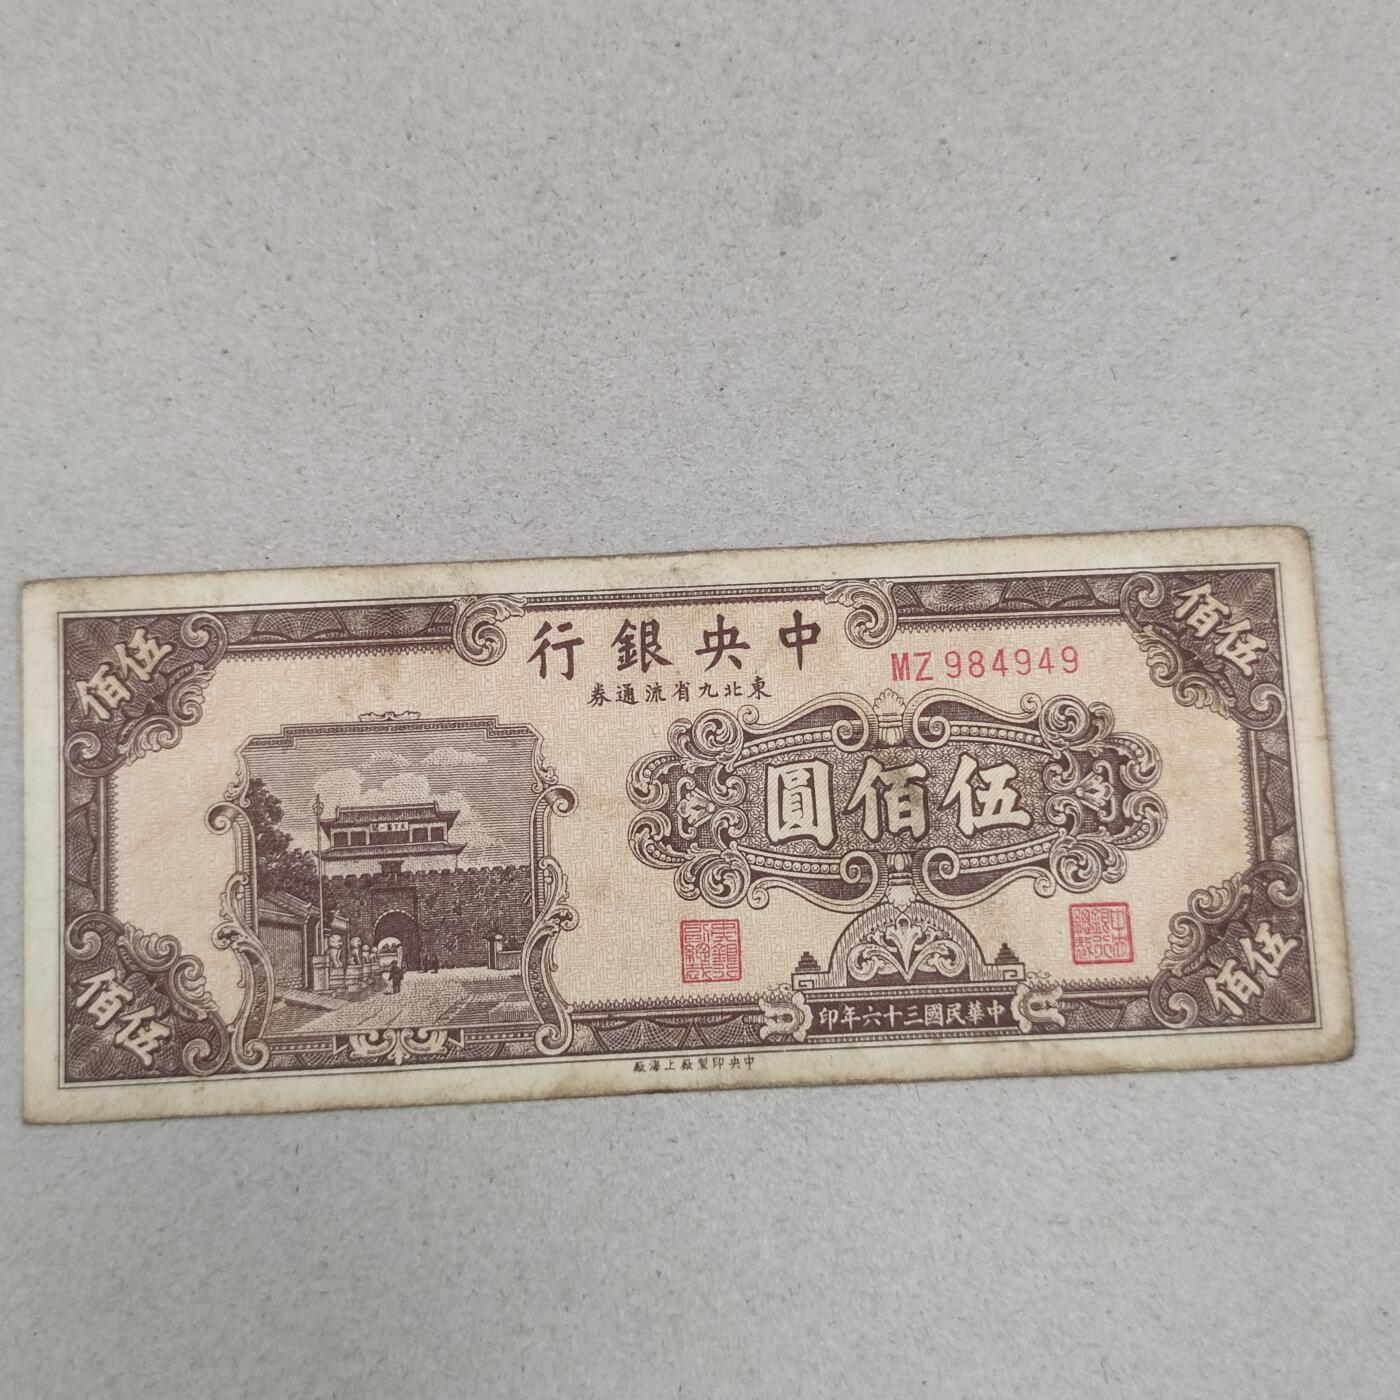 中央銀行
東北九省流通券
MZ 984949
伍佰
伍佰
伍佰圓
中華民國三十六年印
伍佰
伍佰
中央印製廠上海廠